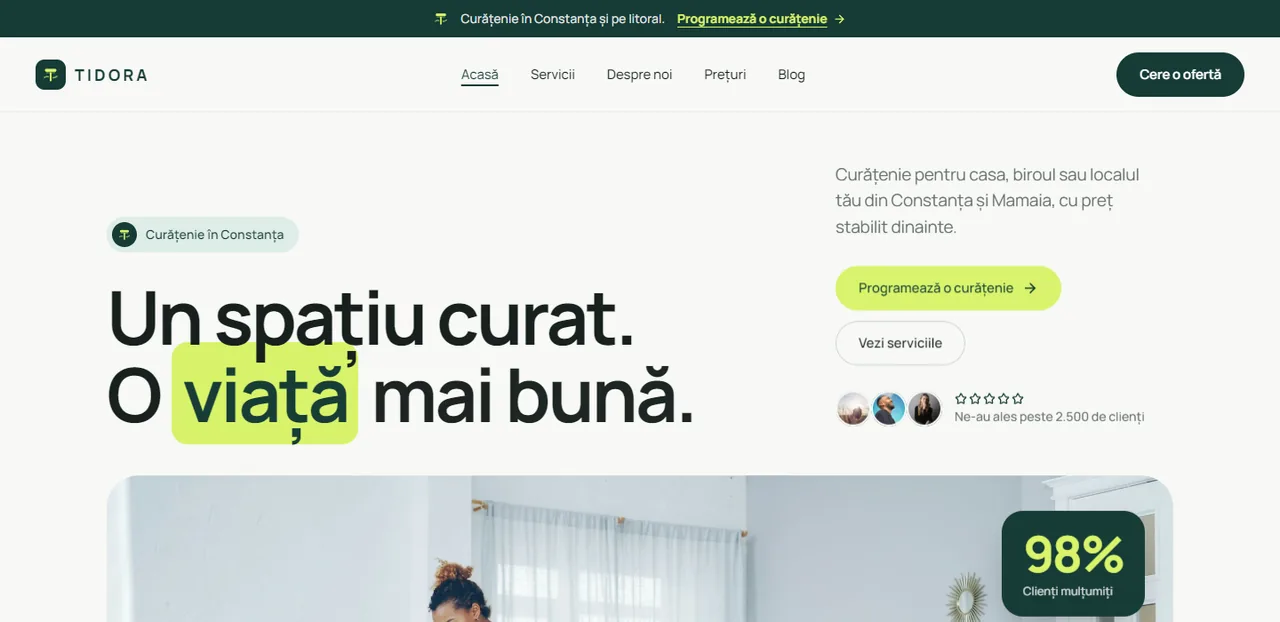 Curățenie în Constanța și pe litoral. Programează o curățenie →
TIDORA
Acasă Servicii Despre noi Prețuri Blog
Cere o ofertă
Curățenie în Constanța
Un spațiu curat.
O viață mai bună.
Curățenie pentru casa, biroul sau localul
tău din Constanța și Mamaia, cu preț
stabilit dinainte.
Programează o curățenie →
Vezi serviciile
Ne-au ales peste 2.500 de clienți
98%
Clienți mulțumiți